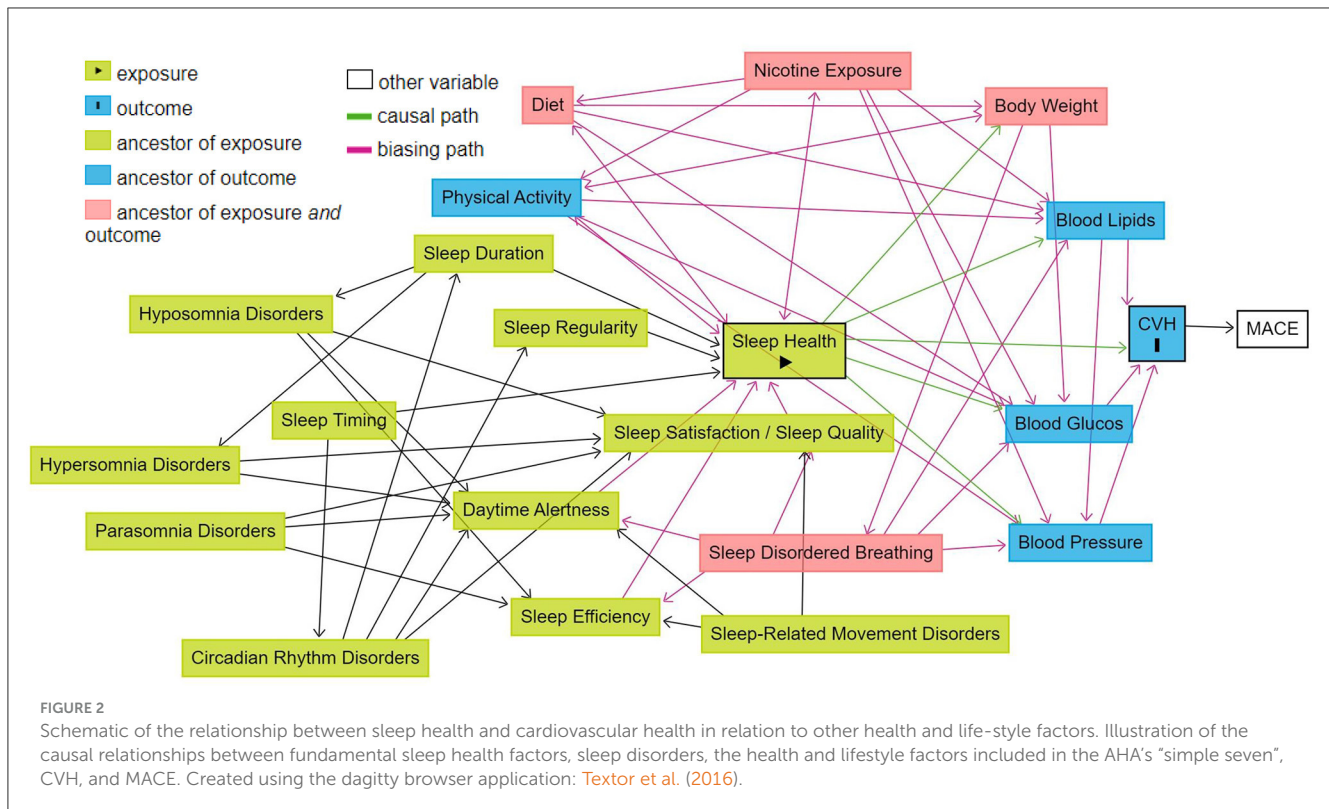 exposure
outcome
ancestor of exposure
ancestor of outcome
ancestor of exposure and
outcome
other variable
causal path
biasing path
Nicotine Exposure
Diet
Body Weight
Physical Activity
Blood Lipids
Sleep Duration
Hyposomnia Disorders
Sleep Regularity
Sleep Health
CVH
MACE
Sleep Timing
Sleep Satisfaction / Sleep Quality
Blood Glucos
Hypersomnia Disorders
Daytime Alertness
Parasomnia Disorders
Sleep Disordered Breathing
Blood Pressure
Sleep Efficiency
Sleep-Related Movement Disorders
Circadian Rhythm Disorders
FIGURE 2
Schematic of the relationship between sleep health and cardiovascular health in relation to other health and life-style factors. Illustration of the
causal relationships between fundamental sleep health factors, sleep disorders, the health and lifestyle factors included in the AHA's “simple seven”,
CVH, and MACE. Created using the dagitty browser application: Textor et al. (2016).